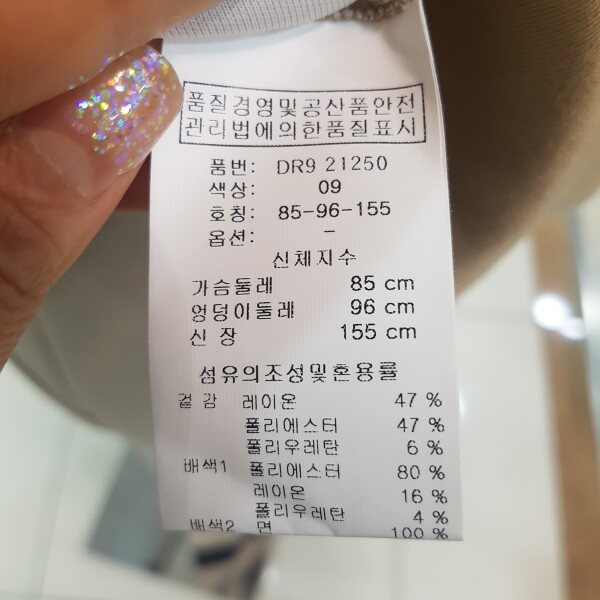 품질경영및공산품안전
관리법에의한품질표시
품번: DR9 21250
색상: 09
호칭: 85-96-155
옵션: -
신체지수
가슴둘레 85 cm
엉덩이둘레 96 cm
신 장 155 cm
섬유의조성및혼용률
겉 감 레이온 47 %
폴리에스터 47 %
폴리우레탄 6 %
배색1 폴리에스터 80 %
레이온 16 %
폴리우레탄 4 %
배색2 면 100 %